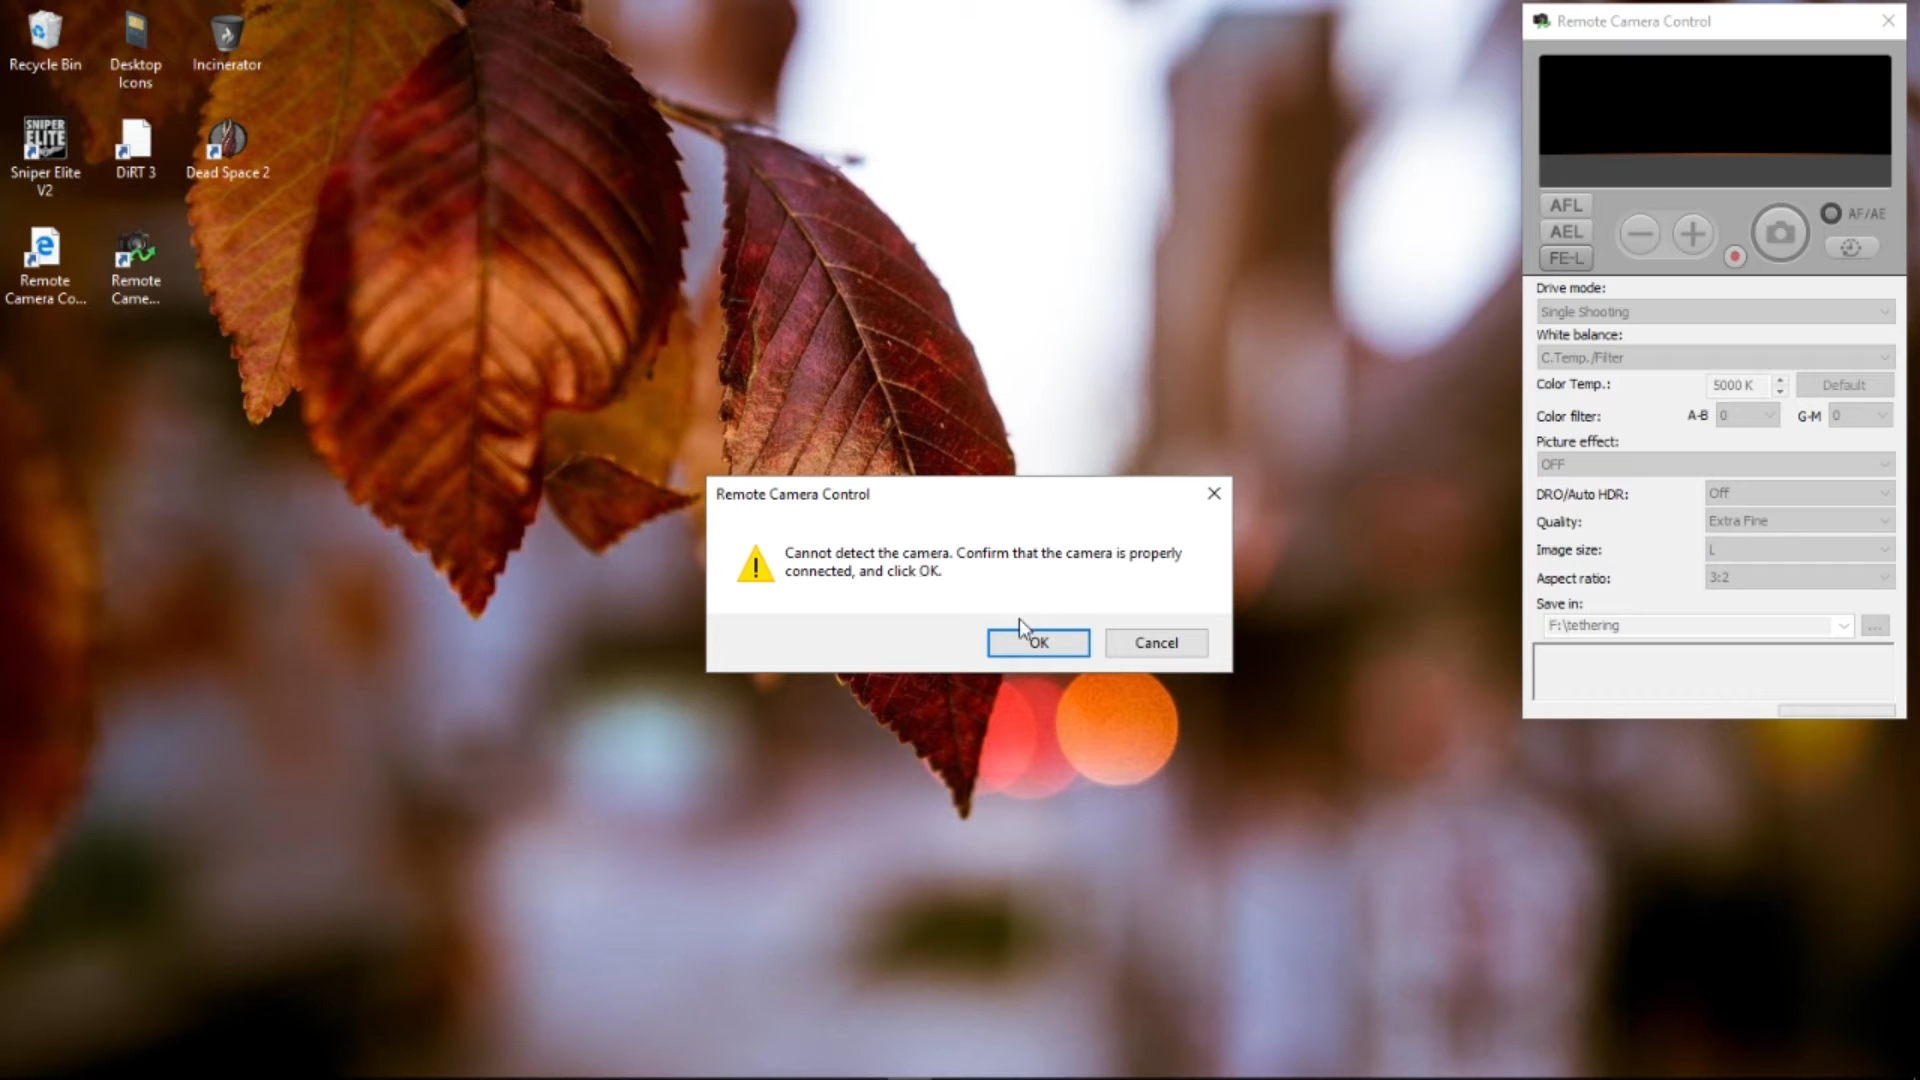 Recycle Bin
Desktop
Icons
Incinerator
SNIPER
ELITE
Sniper Elite
V2
DiRT 3
Dead Space 2
Remote
Camera Co...
Remote
Came...
Remote Camera Control
Cannot detect the camera. Confirm that the camera is properly
connected, and click OK.
OK
Cancel
Remote Camera Control
AFL
AEL
FE-L
AF/AE
Drive mode:
Single Shooting
White balance:
C.Temp./Filter
Color Temp.: 5000 K Default
Color filter: A-B 0 G-M 0
Picture effect:
OFF
DRO/Auto HDR: Off
Quality: Extra Fine
Image size: L
Aspect ratio: 3:2
Save in:
F:\tethering
...